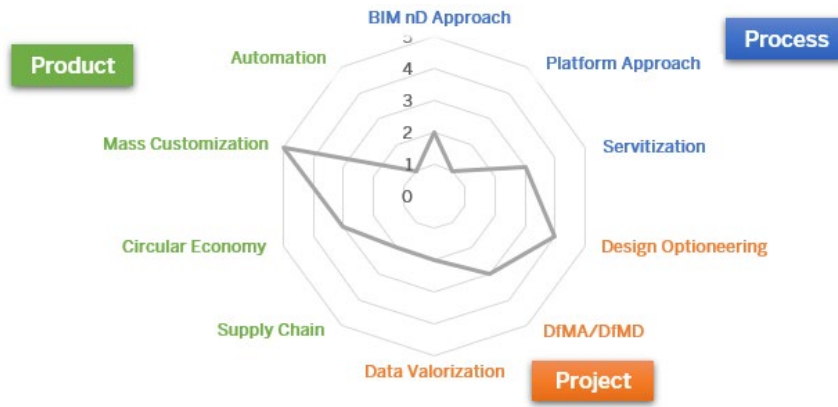 BIM nD Approach
Process
Product
Automation
5
Platform Approach
4
3
Mass Customization
2
Servitization
1
0
Circular Economy
Design Optioneering
Supply Chain
DfMA/DfMD
Data Valorization
Project